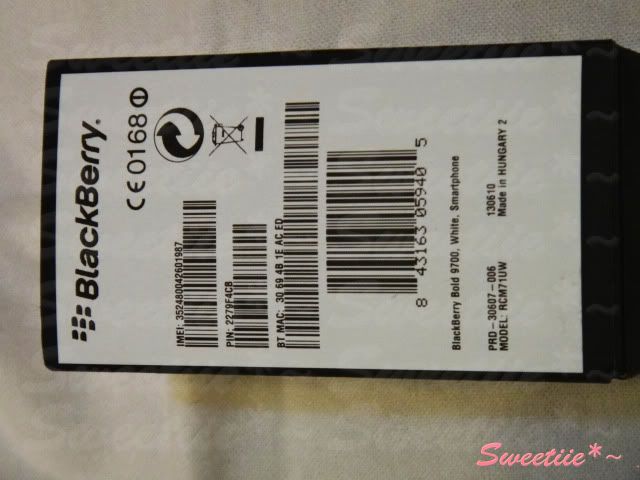 BlackBerry®
CE0168
IMEI: 352480042601987
PIN: 2279F4C8
BT MAC: 30 69 4B 1E AC ED
8 43163 05940 5
BlackBerry Bold 9700, White, Smartphone
PRD-30607-006 130610
MODEL: RCM71UW Made in HUNGARY 2
Sweetiie*~